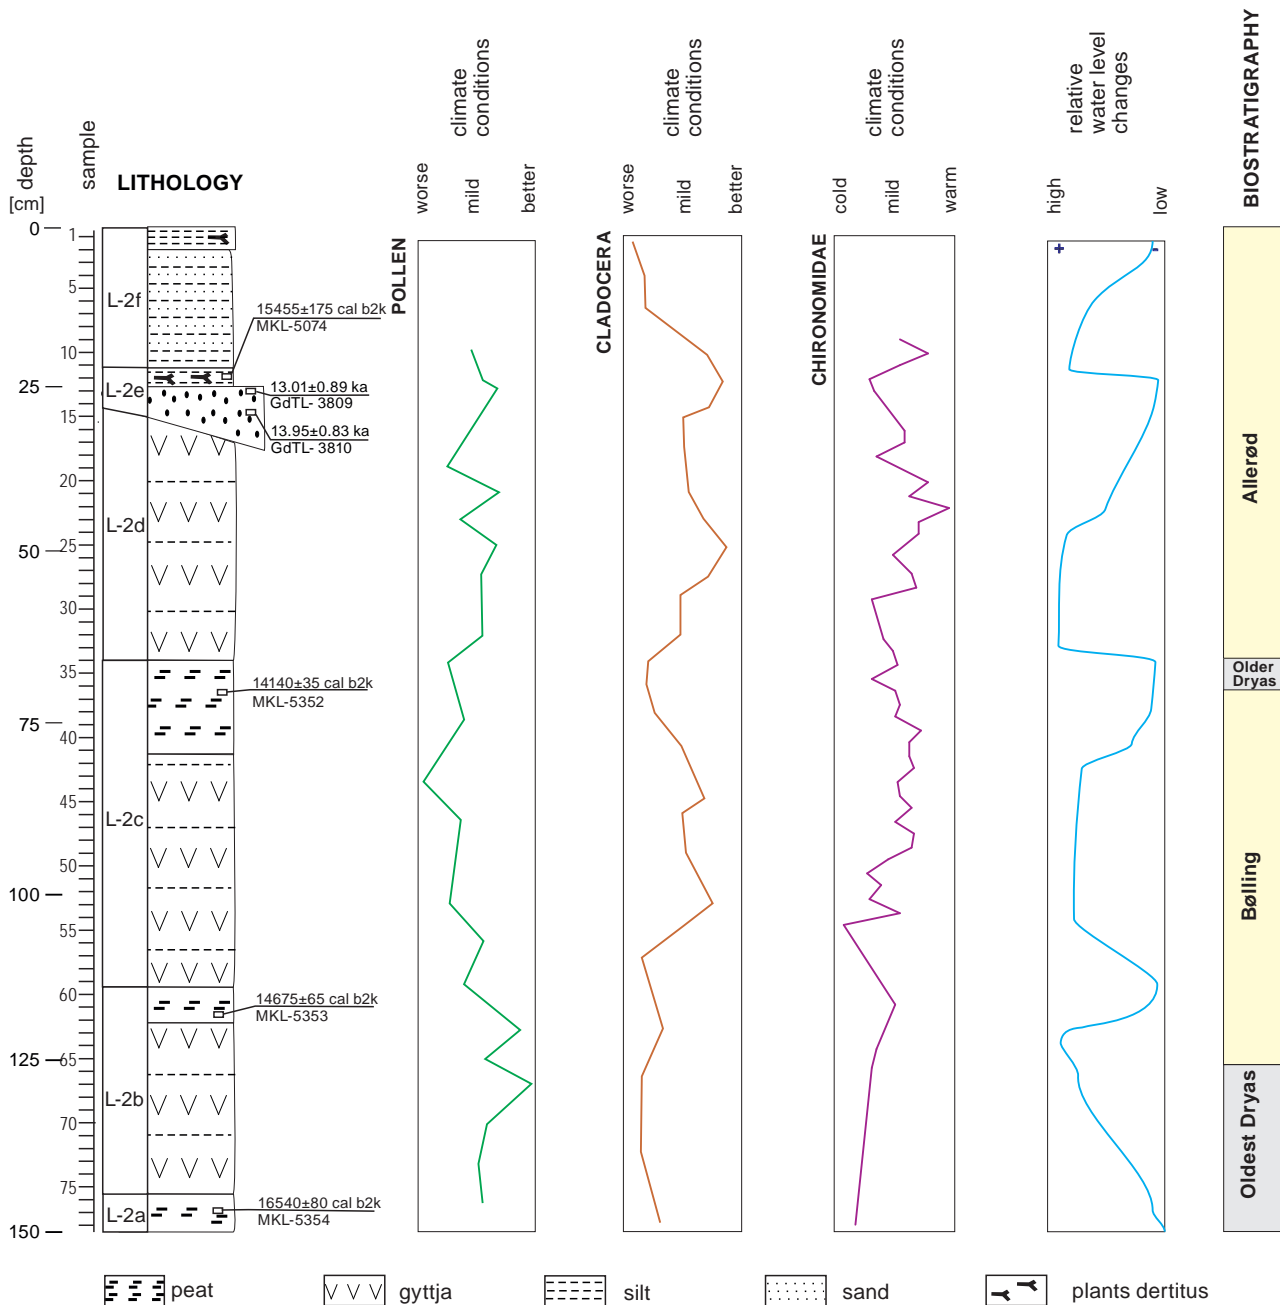 depth
[cm]
sample
LITHOLOGY
climate
conditions
worse
mild
better
climate
conditions
worse
mild
better
climate
conditions
cold
mild
warm
relative
water level
changes
high
low
BIOSTRATIGRAPHY
POLLEN
CLADOCERA
CHIRONOMIDAE
+
-
0
25
50
75
100
125
150
1
5
10
15
20
25
30
35
40
45
50
55
60
65
70
75
L-2f
L-2e
L-2d
L-2c
L-2b
L-2a
15455±175 cal b2k
MKL-5074
13.01±0.89 ka
GdTL- 3809
13.95±0.83 ka
GdTL- 3810
14140±35 cal b2k
MKL-5352
14675±65 cal b2k
MKL-5353
16540±80 cal b2k
MKL-5354
Allerød
Older
Dryas
Bølling
Oldest Dryas
peat
gyttja
silt
sand
plants dertitus